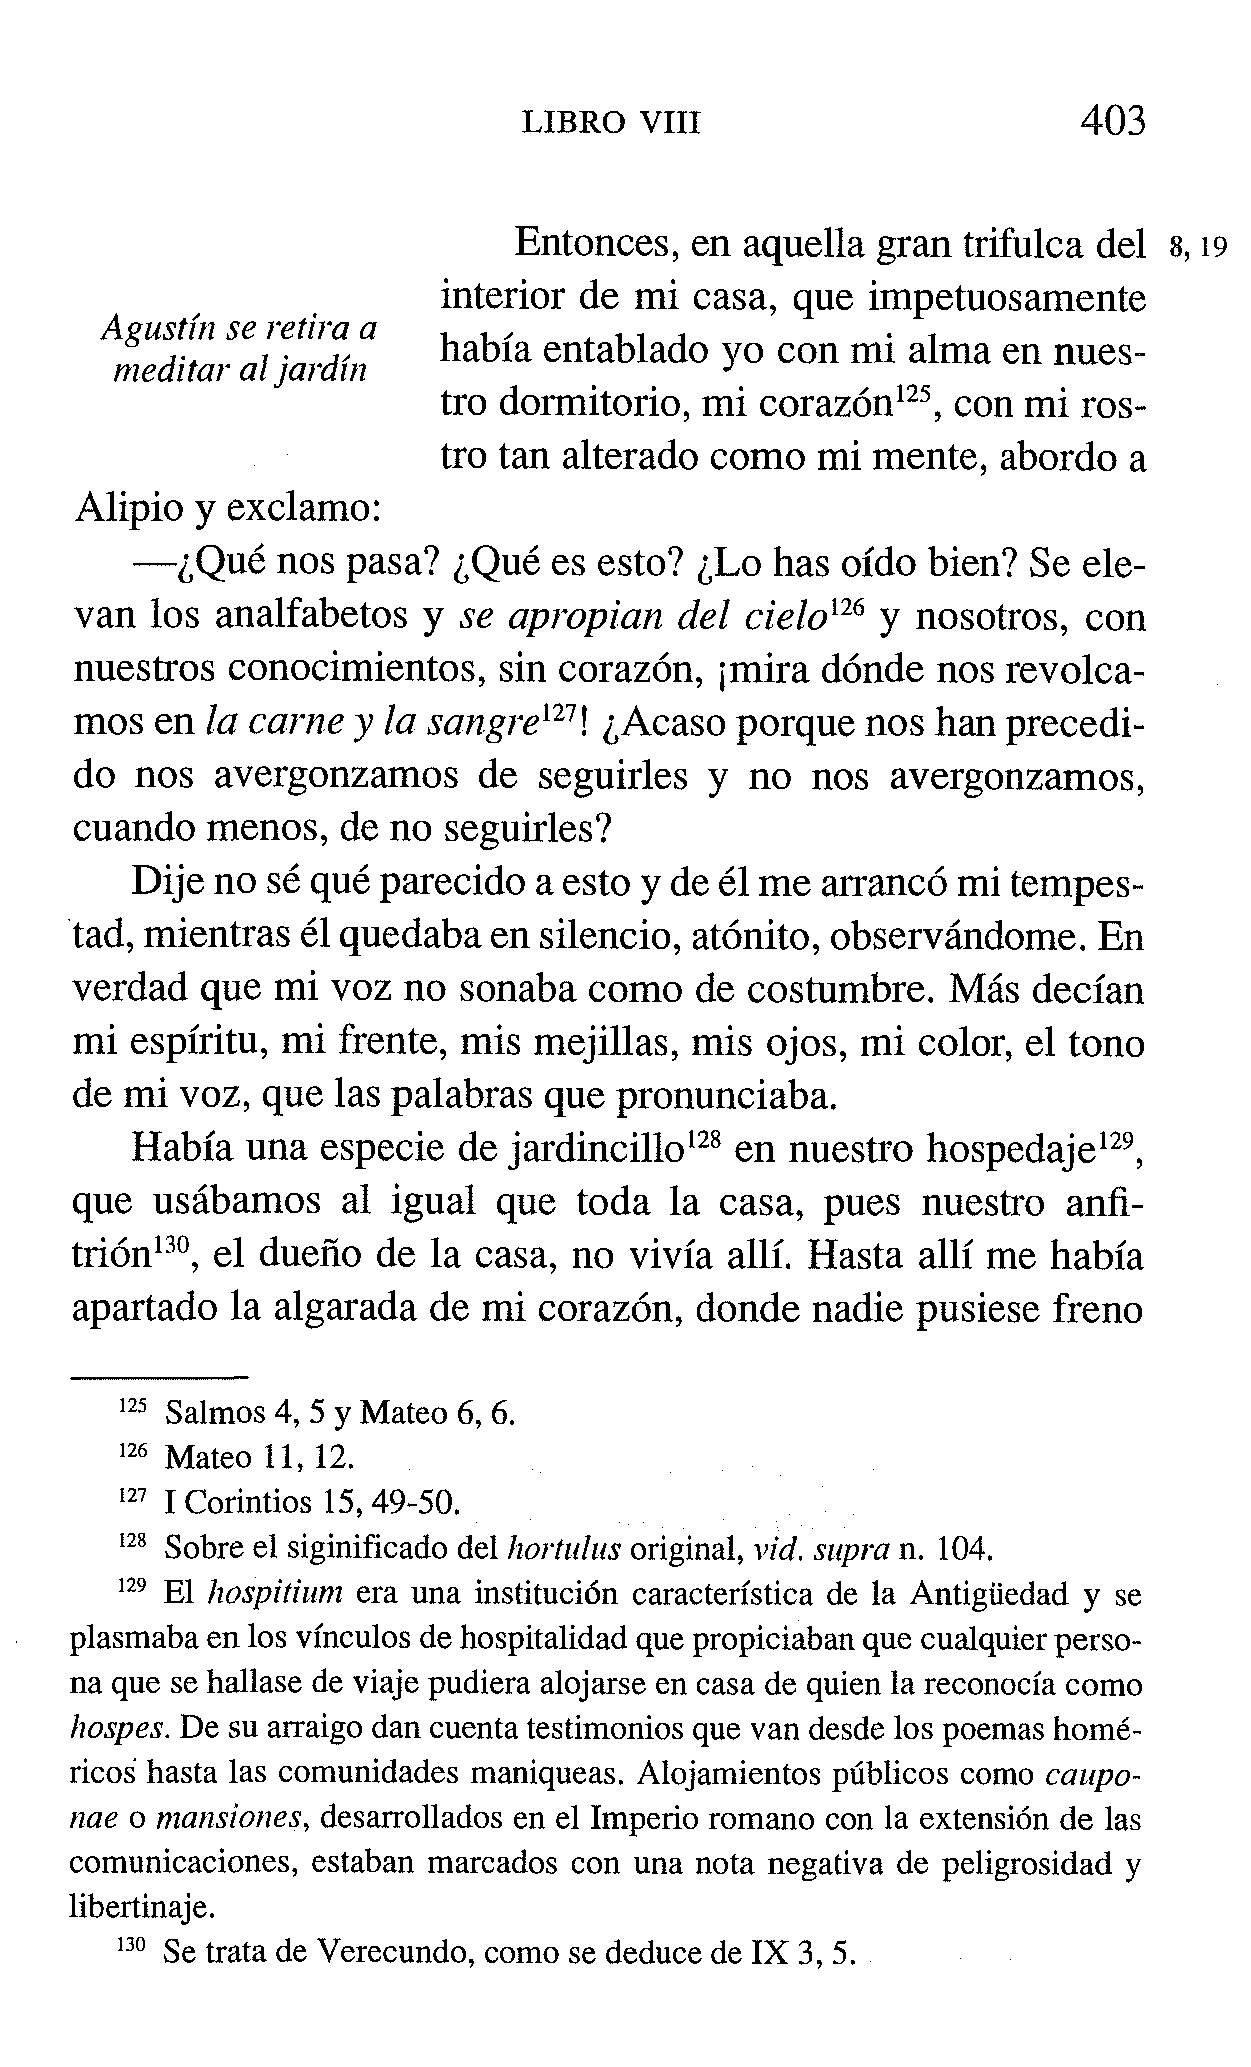 LIBRO VIII 403
Entonces, en aquella gran trifulca del 8, 19
interior de mi casa, que impetuosamente
Agustín se retira a
meditar al jardín
había entablado yo con mi alma en nues-
tro dormitorio, mi corazón¹²⁵, con mi ros-
tro tan alterado como mi mente, abordo a
Alipio y exclamo:
—¿Qué nos pasa? ¿Qué es esto? ¿Lo has oído bien? Se ele-
van los analfabetos y se apropian del cielo¹²⁶ y nosotros, con
nuestros conocimientos, sin corazón, ¡mira dónde nos revolca-
mos en la carne y la sangre¹²⁷! ¿Acaso porque nos han precedi-
do nos avergonzamos de seguirles y no nos avergonzamos,
cuando menos, de no seguirles?
Dije no sé qué parecido a esto y de él me arrancó mi tempes-
tad, mientras él quedaba en silencio, atónito, observándome. En
verdad que mi voz no sonaba como de costumbre. Más decían
mi espíritu, mi frente, mis mejillas, mis ojos, mi color, el tono
de mi voz, que las palabras que pronunciaba.
Había una especie de jardincillo¹²⁸ en nuestro hospedaje¹²⁹,
que usábamos al igual que toda la casa, pues nuestro anfi-
trión¹³⁰, el dueño de la casa, no vivía allí. Hasta allí me había
apartado la algarada de mi corazón, donde nadie pusiese freno
¹²⁵ Salmos 4, 5 y Mateo 6, 6.
¹²⁶ Mateo 11, 12.
¹²⁷ I Corintios 15, 49-50.
¹²⁸ Sobre el siginificado del hortulus original, vid. supra n. 104.
¹²⁹ El hospitium era una institución característica de la Antigüedad y se
plasmaba en los vínculos de hospitalidad que propiciaban que cualquier perso-
na que se hallase de viaje pudiera alojarse en casa de quien la reconocía como
hospes. De su arraigo dan cuenta testimonios que van desde los poemas homé-
ricos hasta las comunidades maniqueas. Alojamientos públicos como caupo-
nae o mansiones, desarrollados en el Imperio romano con la extensión de las
comunicaciones, estaban marcados con una nota negativa de peligrosidad y
libertinaje.
¹³⁰ Se trata de Verecundo, como se deduce de IX 3, 5.